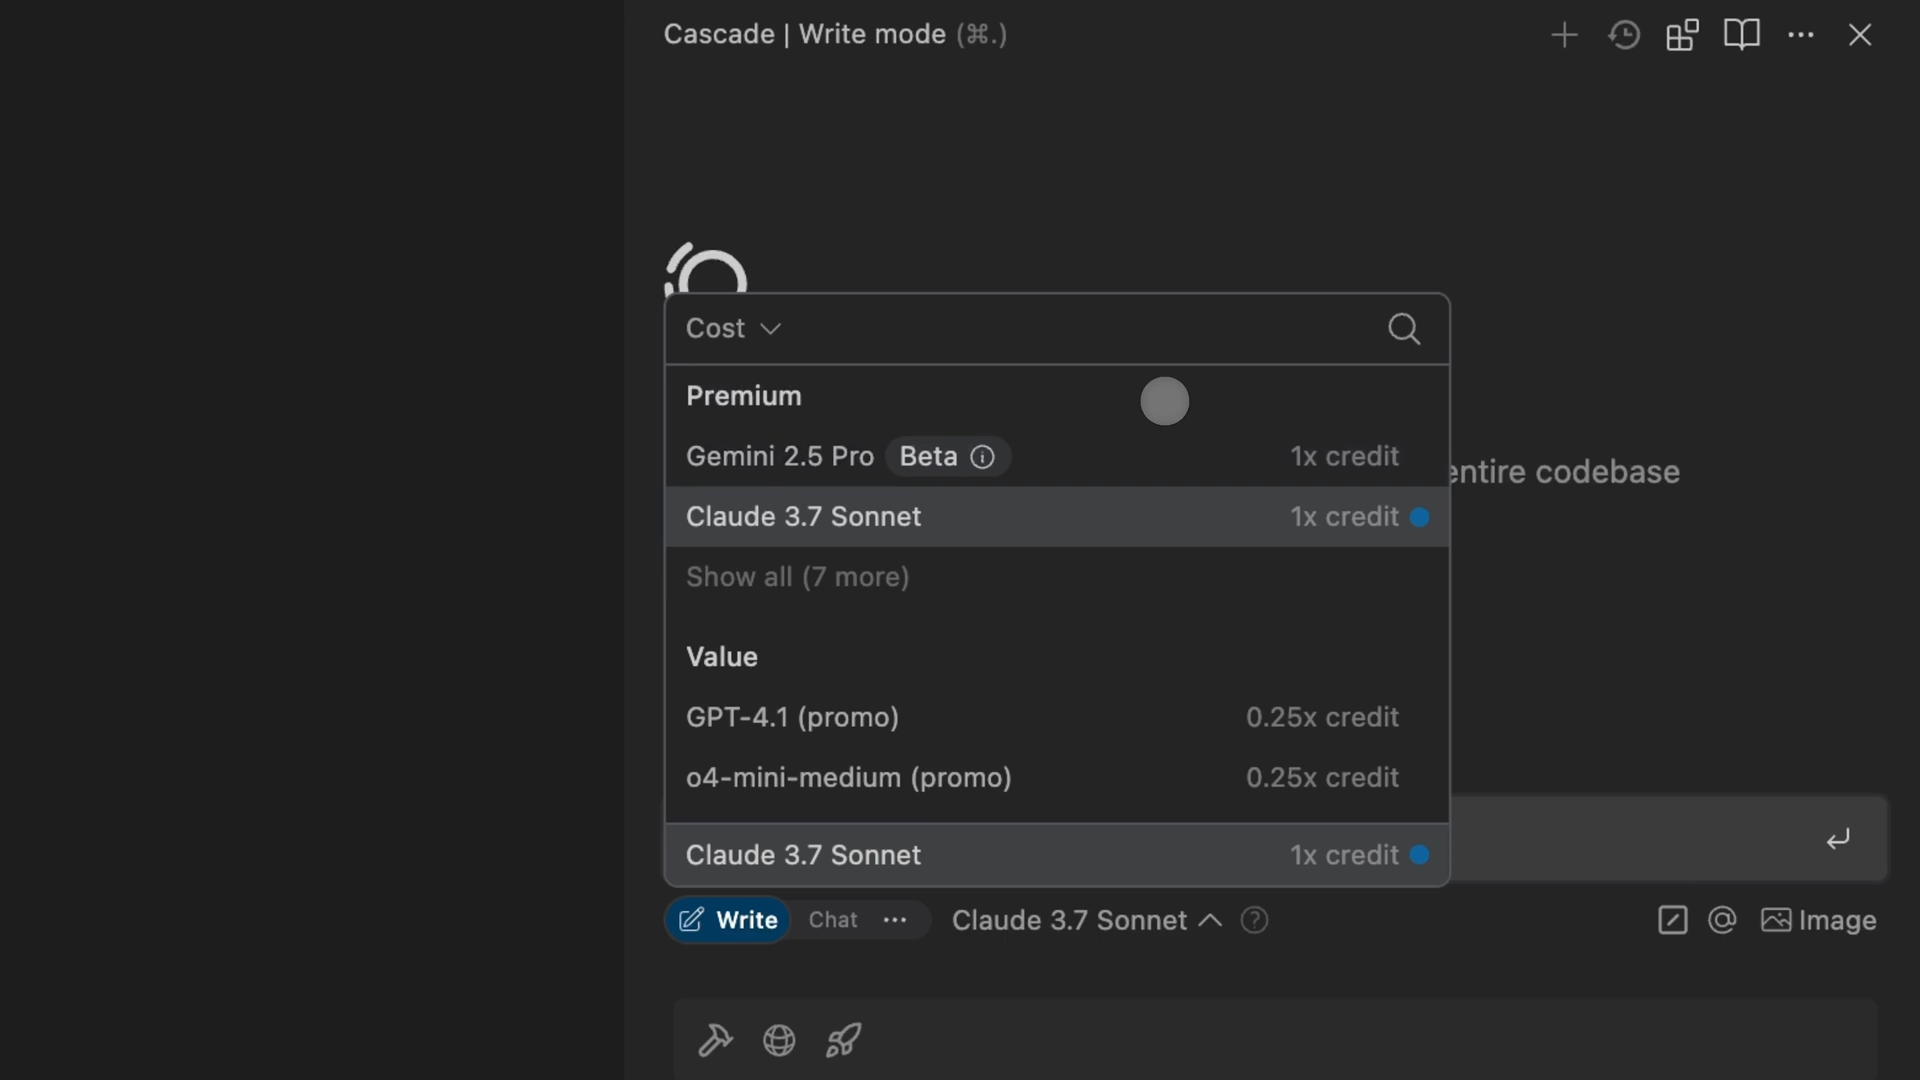 Cascade | Write mode (⌘.)
Cost
Premium
Gemini 2.5 Pro Beta 1x credit
entire codebase
Claude 3.7 Sonnet 1x credit
Show all (7 more)
Value
GPT-4.1 (promo) 0.25x credit
o4-mini-medium (promo) 0.25x credit
Claude 3.7 Sonnet 1x credit
Write Chat ··· Claude 3.7 Sonnet Image